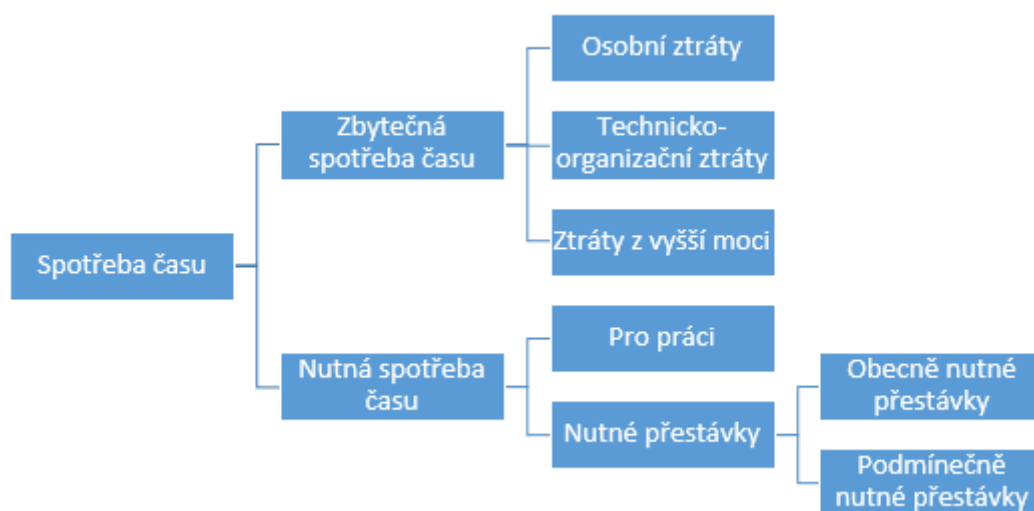 Spotřeba času
Zbytečná
spotřeba času
Osobní ztráty
Technicko-
organizační ztráty
Ztráty z vyšší moci
Nutná spotřeba
času
Pro práci
Nutné přestávky
Obecně nutné
přestávky
Podmínečně
nutné přestávky